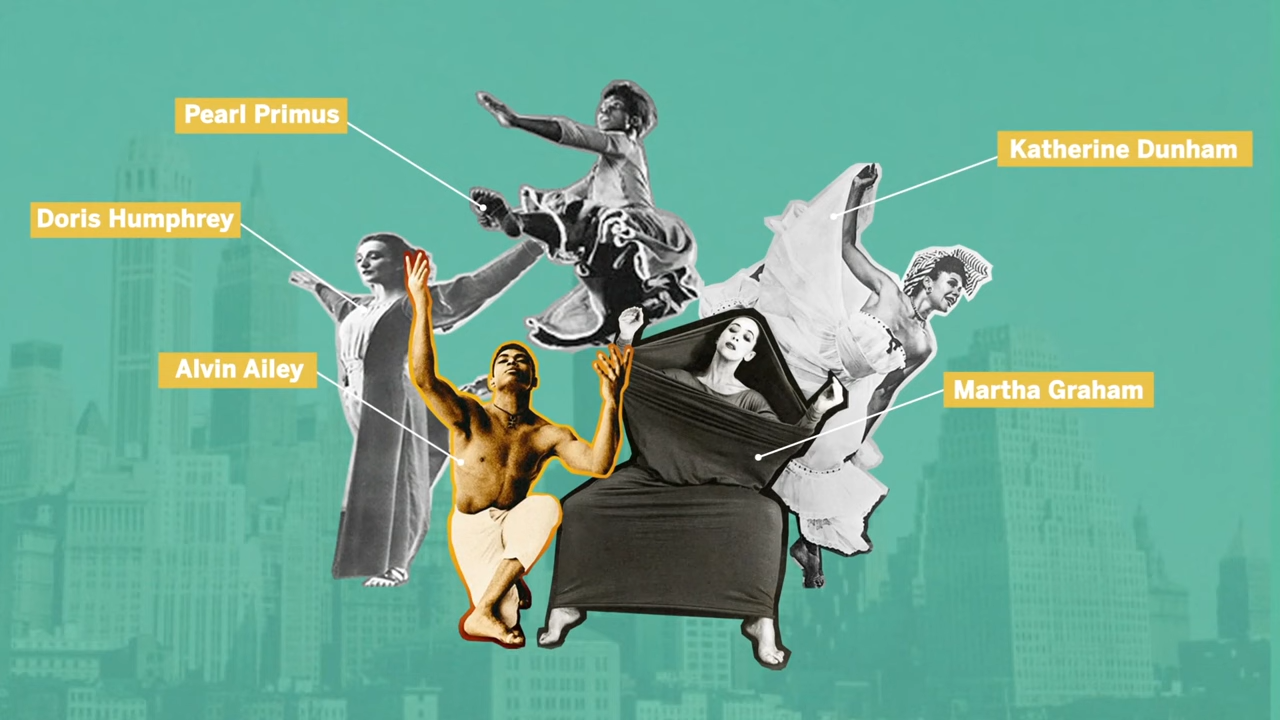 Pearl Primus
Katherine Dunham
Doris Humphrey
Alvin Ailey
Martha Graham